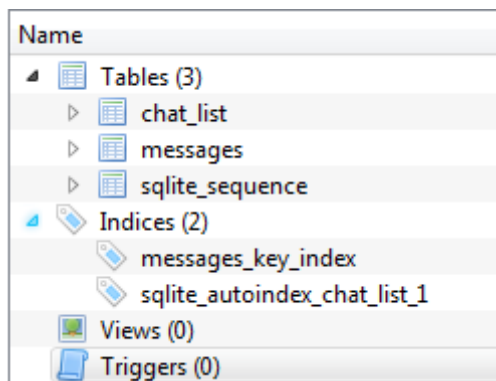 Name
Tables (3)
chat_list
messages
sqlite_sequence
Indices (2)
messages_key_index
sqlite_autoindex_chat_list_1
Views (0)
Triggers (0)